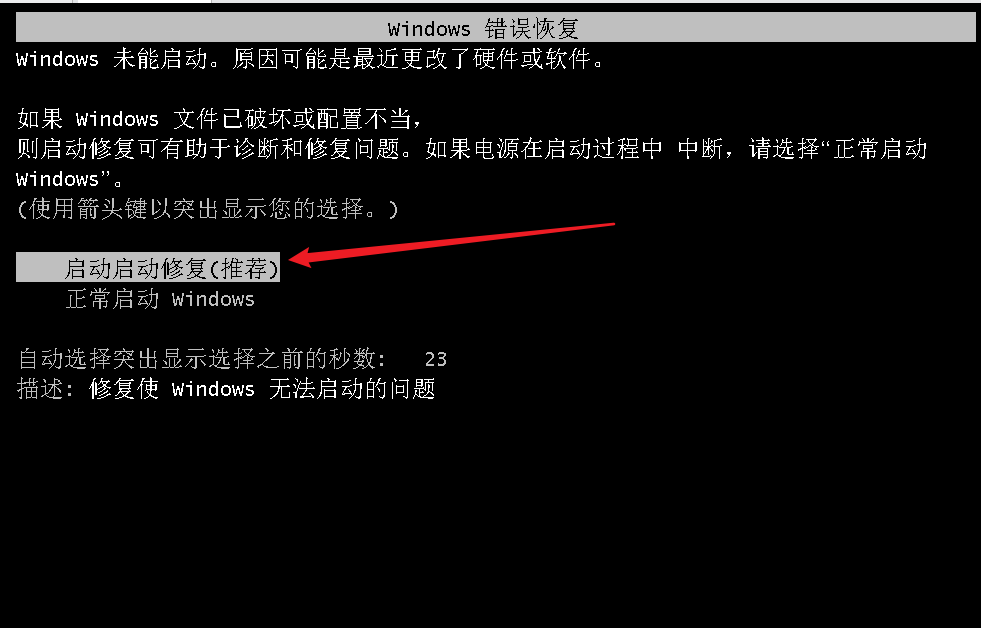 Windows 错误恢复
Windows 未能启动。原因可能是最近更改了硬件或软件。
如果 Windows 文件已破坏或配置不当，
则启动修复可有助于诊断和修复问题。如果电源在启动过程中 中断，请选择“正常启动
Windows”。
(使用箭头键以突出显示您的选择。)
启动启动修复(推荐)
正常启动 Windows
自动选择突出显示选择之前的秒数: 23
描述: 修复使 Windows 无法启动的问题